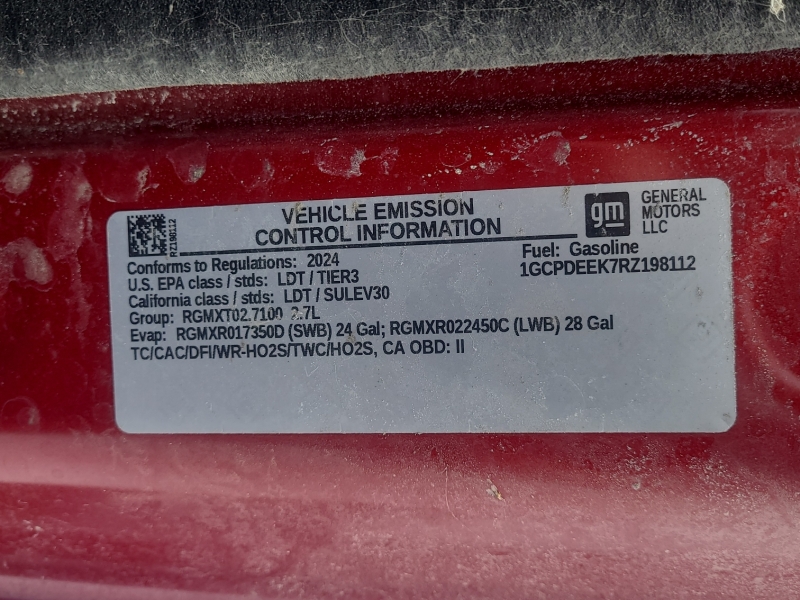 RZ198112
VEHICLE EMISSION
CONTROL INFORMATION
gm
GENERAL
MOTORS
LLC
Conforms to Regulations: 2024
Fuel: Gasoline
U.S. EPA class / stds: LDT / TIER3
1GCPDEEK7RZ198112
California class / stds: LDT / SULEV30
Group: RGMXT02.7100 2.7L
Evap: RGMXR017350D (SWB) 24 Gal; RGMXR022450C (LWB) 28 Gal
TC/CAC/DFI/WR-HO2S/TWC/HO2S, CA OBD: II